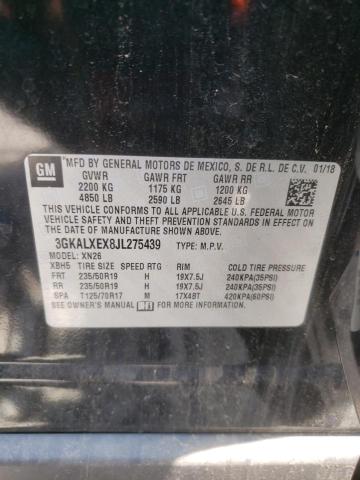 GM
MFD BY GENERAL MOTORS DE MEXICO, S. DE R.L. DE C.V. 01/18
GVWR GAWR FRT GAWR RR
2200 KG 1175 KG 1200 KG
4850 LB 2590 LB 2645 LB
THIS VEHICLE CONFORMS TO ALL APPLICABLE U.S.
FEDERAL MOTOR VEHICLE SAFETY, BUMPER, AND
THEFT PREVENTION STANDARDS IN EFFECT ON
THE DATE OF MANUFACTURE SHOWN ABOVE.
3GKALXEX8JL275439 TYPE: M.P.V.
MODEL: XN26
XBH5 TIRE SIZE SPEED RTG RIM COLD TIRE PRESSURE
FRT 235/50R19 H 19X7.5J 240KPA(35PSI)
RR 235/50R19 H 19X7.5J 240KPA(35PSI)
SPA T125/70R17 M 17X4BT 420KPA(60PSI)
SEE OWNER'S MANUAL FOR MORE INFORMATION.